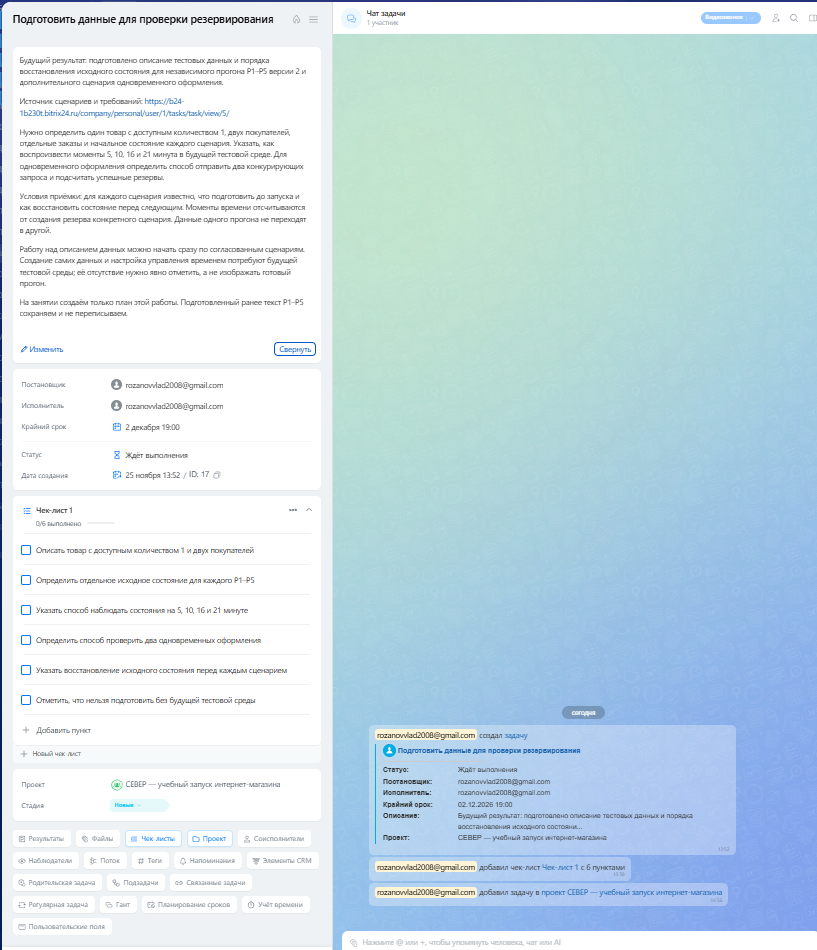 Подготовить данные для проверки резервирования
Будущий результат: подготовлено описание тестовых данных и порядка
восстановления исходного состояния для независимого прогона P1–P5 версии 2 и
дополнительного сценария одновременного оформления.
Источник сценариев и требований: https://b24-
1b230t.bitrix24.ru/company/personal/user/1/tasks/task/view/5/
Нужно определить один товар с доступным количеством 1, двух покупателей,
отдельные заказы и начальное состояние каждого сценария. Указать, как
воспроизвести моменты 5, 10, 16 и 21 минута в будущей тестовой среде. Для
одновременного оформления определить способ отправить два конкурирующих
запроса и подсчитать успешные резервы.
Условия приёмки: для каждого сценария известно, что подготовить до запуска и
как восстановить состояние перед следующим. Моменты времени отсчитываются
от создания резерва конкретного сценария. Данные одного прогона не переходят
в другой.
Работу над описанием данных можно начать сразу по согласованным сценариям.
Создание самих данных и настройка управления временем потребуют будущей
тестовой среды; её отсутствие нужно явно отметить, а не изображать готовый
прогон.
На занятии создаём только план этой работы. Подготовленный ранее текст P1–P5
сохраняем и не переписываем.
Изменить
Свернуть
Постановщик
rozanovvlad2008@gmail.com
Исполнитель
rozanovvlad2008@gmail.com
Крайний срок
2 декабря 19:00
Статус
Ждёт выполнения
Дата создания
25 ноября 13:52 / ID: 17
Чек-лист 1
0/6 выполнено
Описать товар с доступным количеством 1 и двух покупателей
Определить отдельное исходное состояние для каждого P1–P5
Указать способ наблюдать состояния на 5, 10, 16 и 21 минуте
Определить способ проверить два одновременных оформления
Указать восстановление исходного состояния перед каждым сценарием
Отметить, что нельзя подготовить без будущей тестовой среды
Добавить пункт
Новый чек-лист
Проект
СЕВЕР — учебный запуск интернет-магазина
Стадия
Новые
Результаты
Файлы
Чек-листы
Проект
Соисполнители
Наблюдатели
Поток
Теги
Напоминания
Элементы CRM
Родительская задача
Подзадачи
Связанные задачи
Регулярная задача
Гант
Планирование сроков
Учёт времени
Пользовательские поля
Чат задачи
1 участник
Видеозвонок
сегодня
rozanovvlad2008@gmail.com создал задачу
Подготовить данные для проверки резервирования
Статус: Ждёт выполнения
Постановщик: rozanovvlad2008@gmail.com
Исполнитель: rozanovvlad2008@gmail.com
Крайний срок: 02.12.2026 19:00
Описание: Будущий результат: подготовлено описание тестовых данных и порядка
восстановления исходного состояни...
Проект: СЕВЕР — учебный запуск интернет-магазина
13:52
rozanovvlad2008@gmail.com добавил чек-лист Чек-лист 1 с 6 пунктами
rozanovvlad2008@gmail.com добавил задачу в проект СЕВЕР — учебный запуск интернет-магазина
Нажмите @ или +, чтобы упомянуть человека, чат или AI